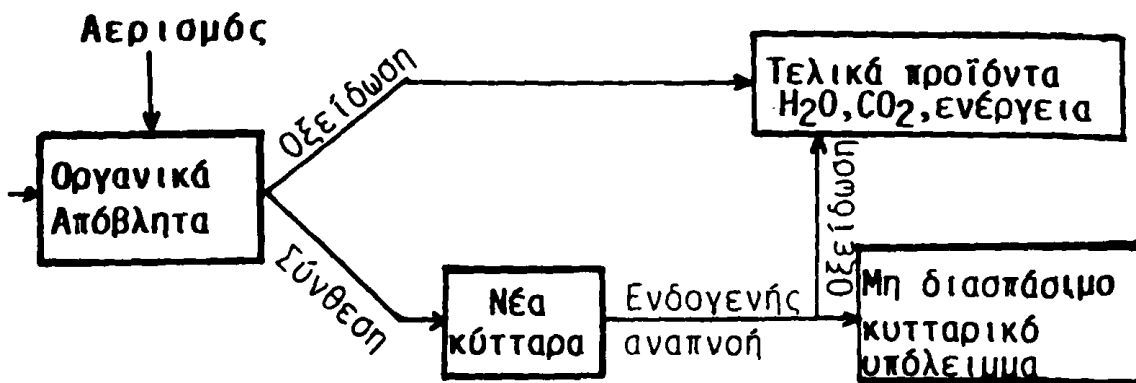 Αερισμός
Οργανικά
Απόβλητα
Οξείδωση
Σύνθεση
Τελικά προϊόντα
H2O, CO2, ενέργεια
Νέα
κύτταρα
Ενδογενής
αναπνοή
Οξείδωση
Μη διασπάσιμο
κυτταρικό
υπόλειμμα